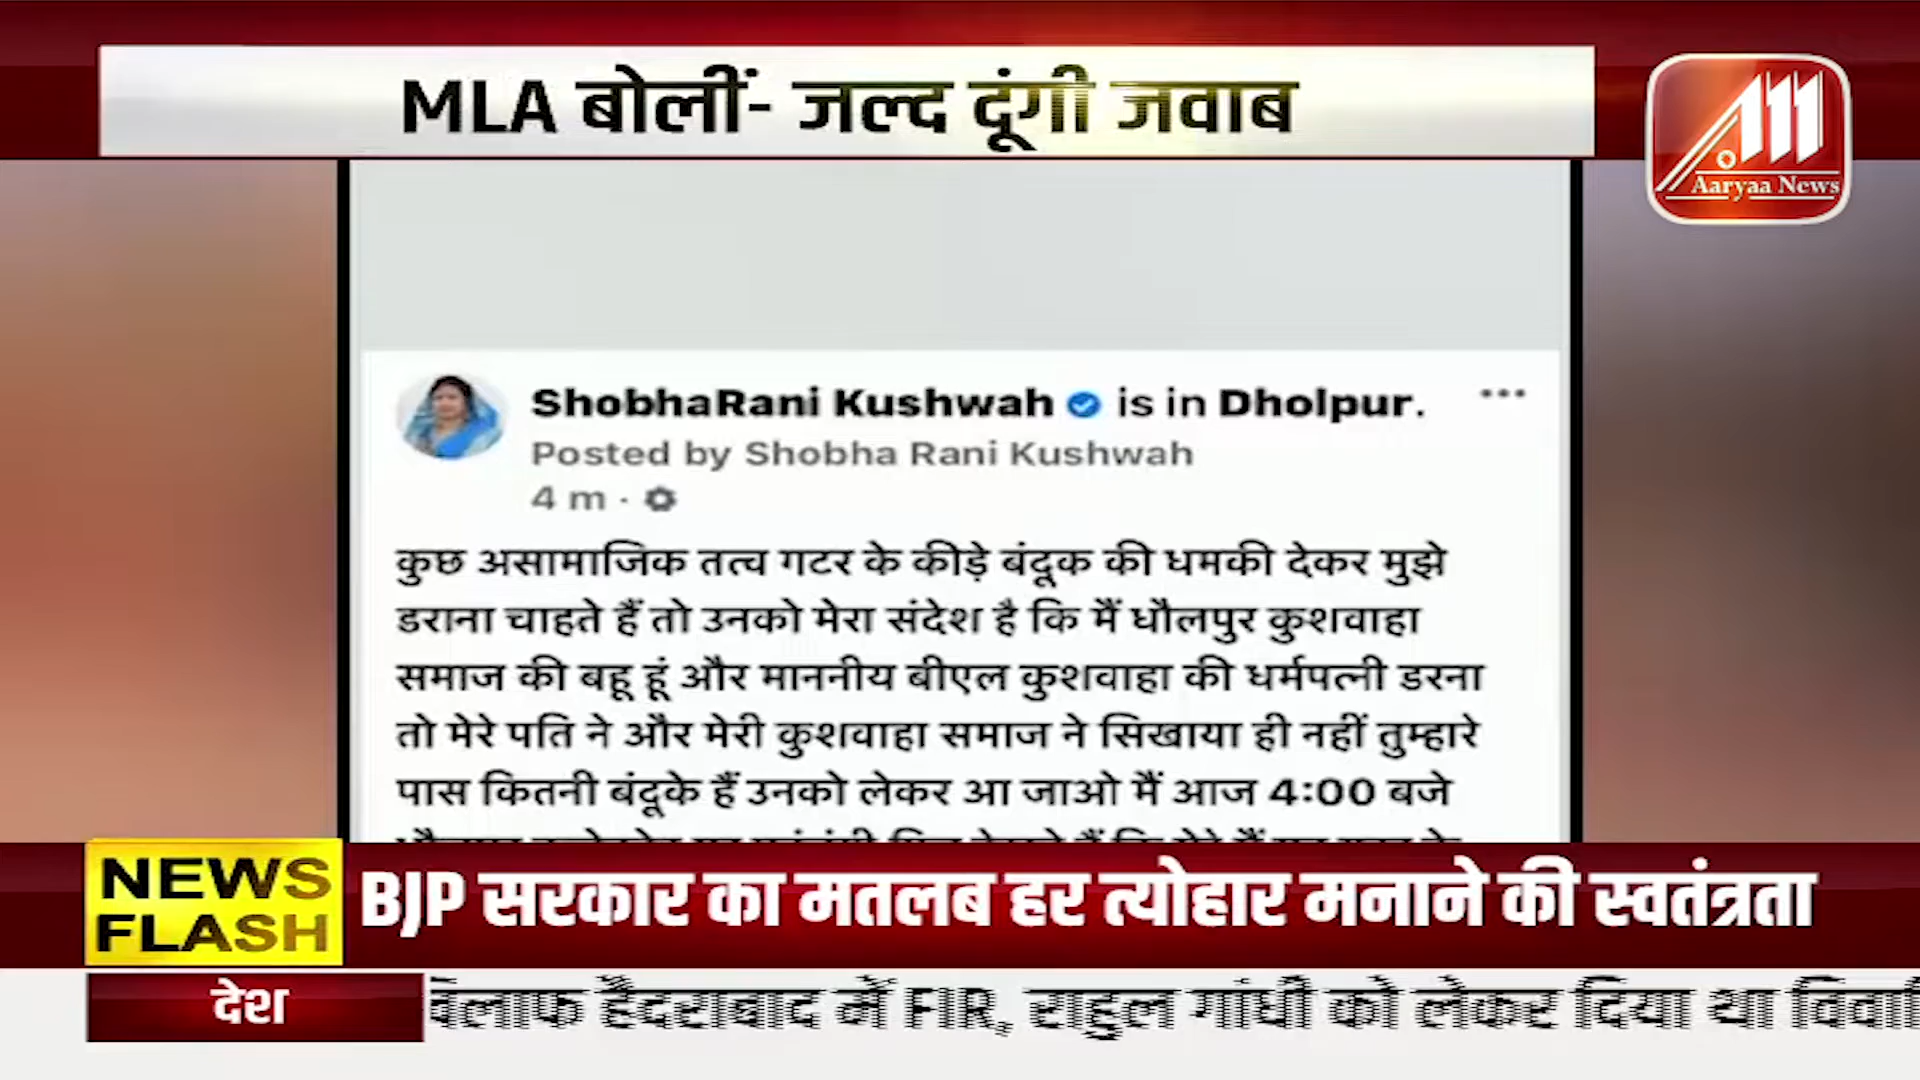 MLA बोलीं- जल्द दूंगी जवाब
Aaryaa News
ShobhaRani Kushwah is in Dholpur.
Posted by Shobha Rani Kushwah
4 m ·
कुछ असामाजिक तत्व गटर के कीड़े बंदूक की धमकी देकर मुझे
डराना चाहते हैं तो उनको मेरा संदेश है कि मैं धौलपुर कुशवाहा
समाज की बहू हूं और माननीय बीएल कुशवाहा की धर्मपत्नी डरना
तो मेरे पति ने और मेरी कुशवाहा समाज ने सिखाया ही नहीं तुम्हारे
पास कितनी बंदूके हैं उनको लेकर आ जाओ मैं आज 4:00 बजे
NEWS
FLASH
BJP सरकार का मतलब हर त्योहार मनाने की स्वतंत्रता
देश
हैदराबाद में FIR, राहुल गांधी को लेकर दिया था